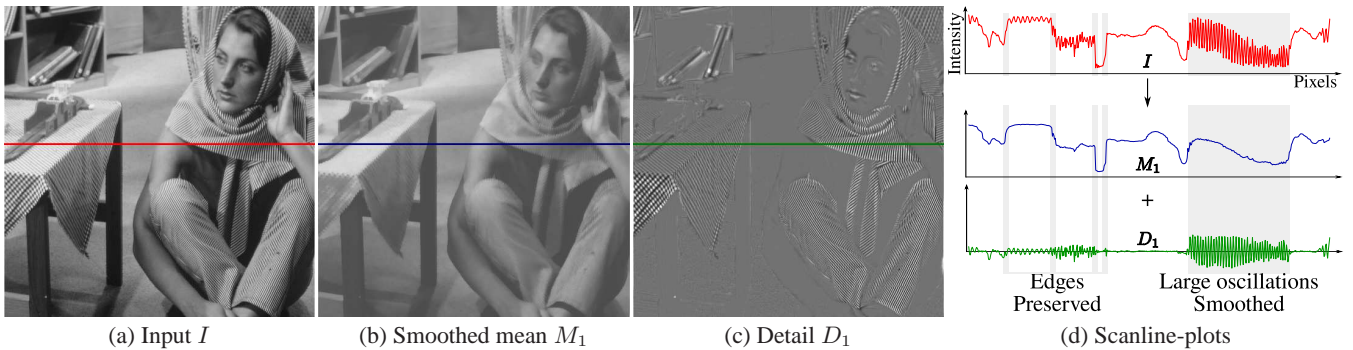 Intensity
I
Pixels
M₁
+
D₁
Edges
Preserved
Large oscillations
Smoothed
(a) Input I
(b) Smoothed mean M₁
(c) Detail D₁
(d) Scanline-plots